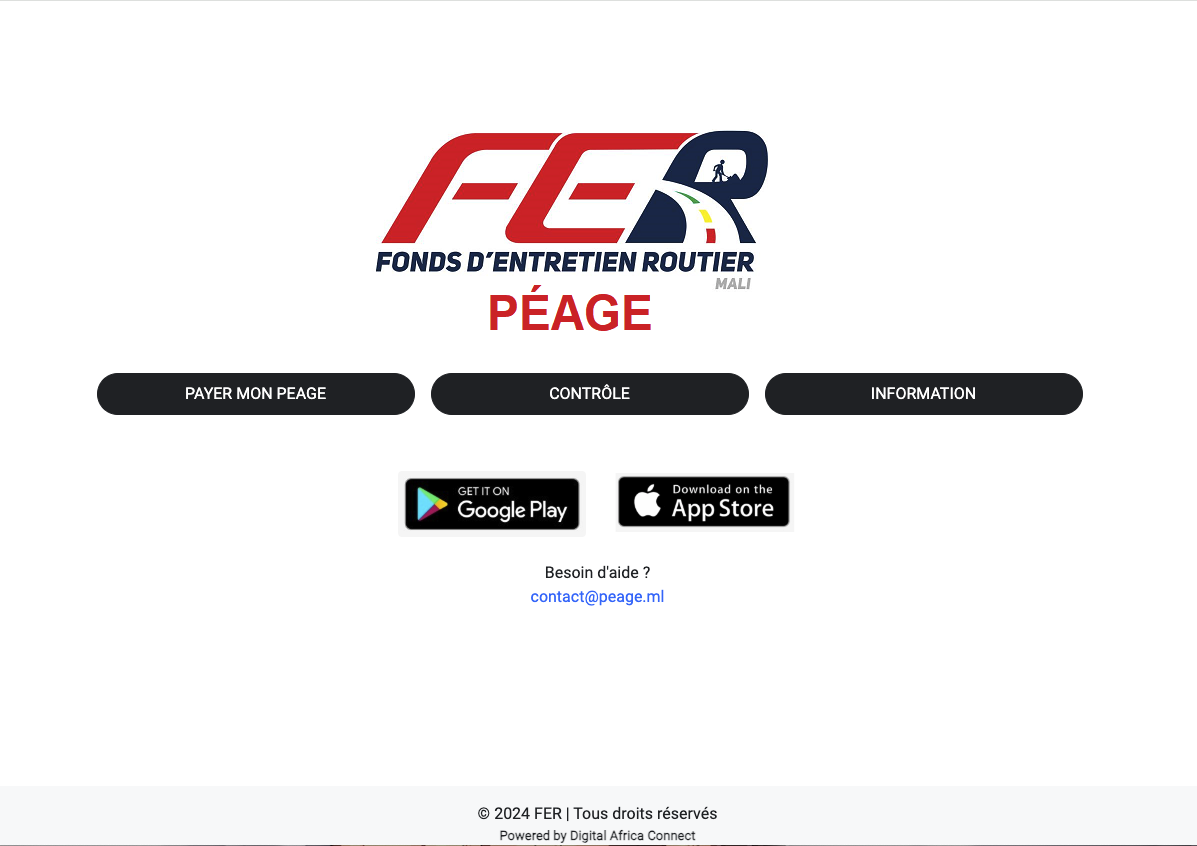 FER
FONDS D'ENTRETIEN ROUTIER
MALI
PÉAGE
PAYER MON PEAGE
CONTRÔLE
INFORMATION
GET IT ON
Google Play
Download on the
App Store
Besoin d'aide ?
contact@peage.ml
© 2024 FER | Tous droits réservés
Powered by Digital Africa Connect